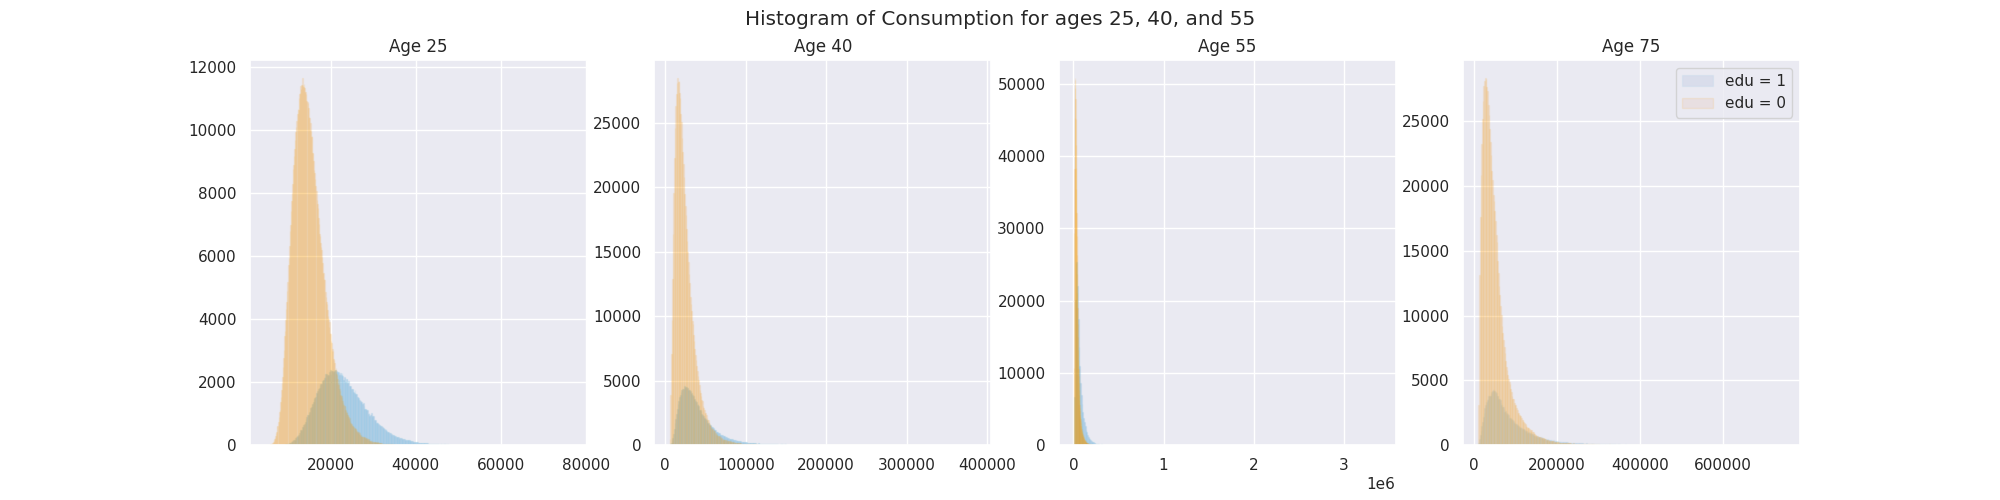 Histogram of Consumption for ages 25, 40, and 55
Age 25
12000
10000
8000
6000
4000
2000
0
20000 40000 60000 80000
Age 40
25000
20000
15000
10000
5000
0
0 100000 200000 300000 400000
Age 55
50000
40000
30000
20000
10000
0
0 1 2 3
1e6
Age 75
edu = 1
edu = 0
25000
20000
15000
10000
5000
0
0 200000 400000 600000